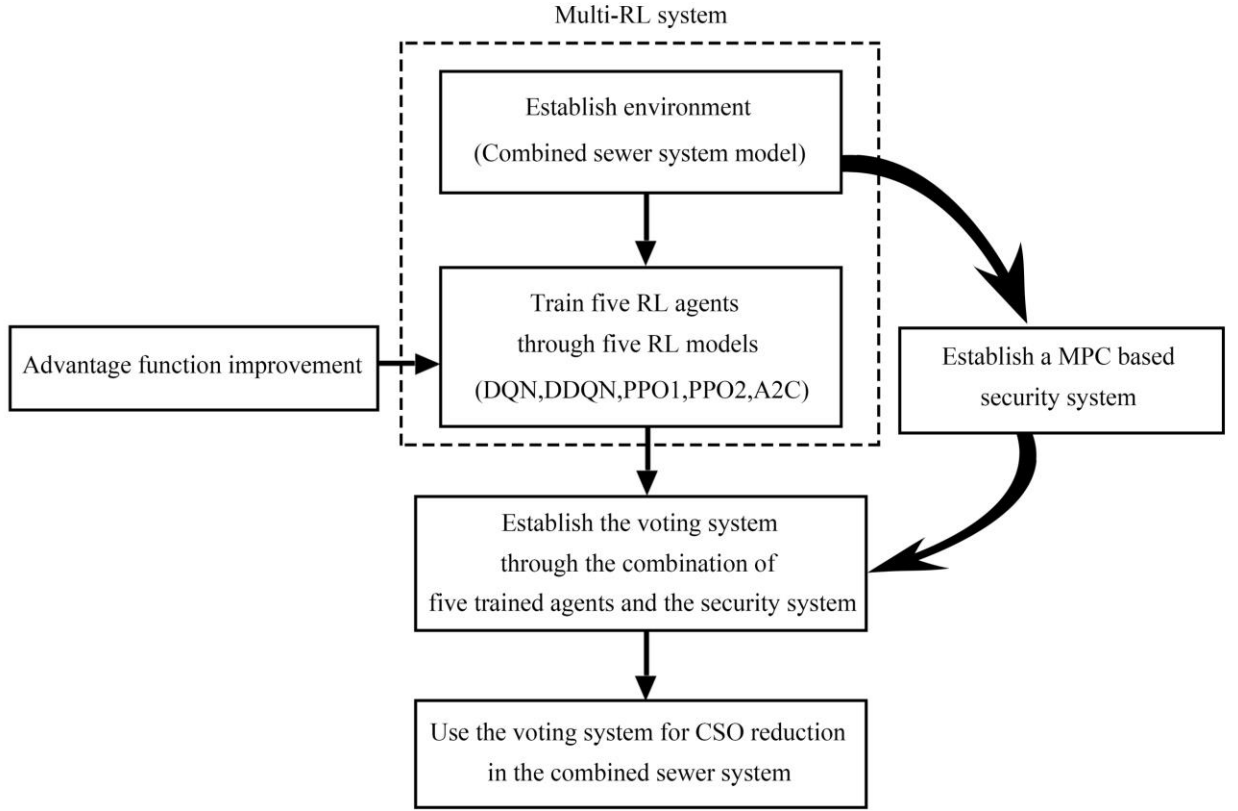 Multi-RL system
Establish environment
(Combined sewer system model)
Train five RL agents
through five RL models
(DQN,DDQN,PPO1,PPO2,A2C)
Advantage function improvement
Establish a MPC based
security system
Establish the voting system
through the combination of
five trained agents and the security system
Use the voting system for CSO reduction
in the combined sewer system